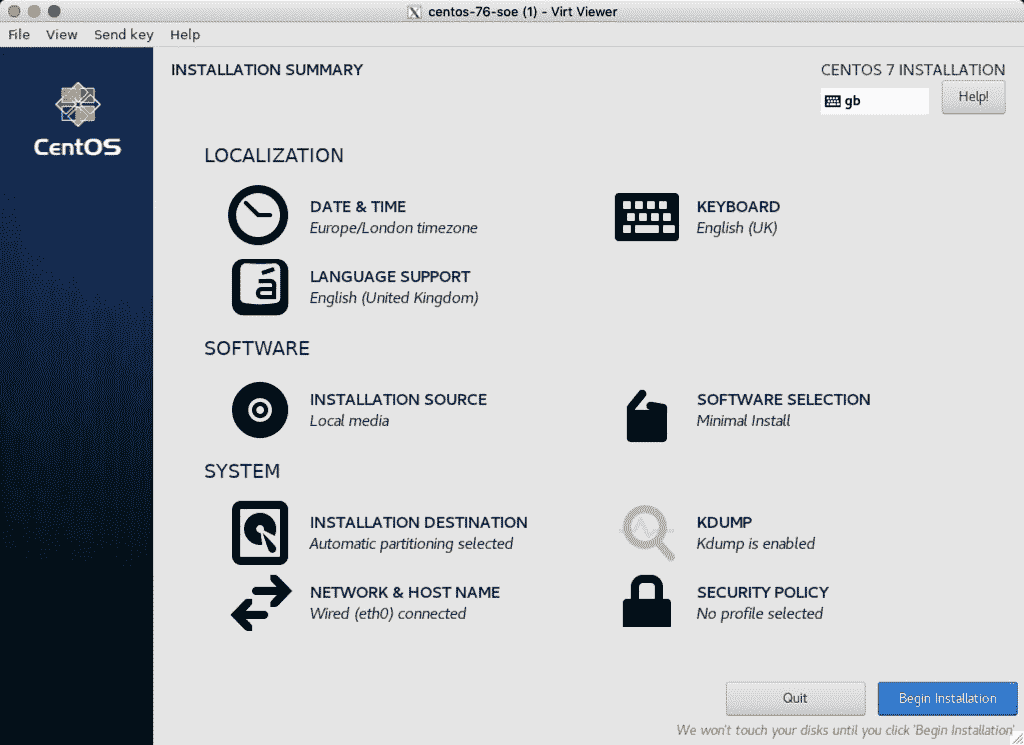 centos-76-soe (1) - Virt Viewer
File View Send key Help
CentOS
INSTALLATION SUMMARY
CENTOS 7 INSTALLATION
gb
Help!
LOCALIZATION
DATE & TIME
Europe/London timezone
KEYBOARD
English (UK)
LANGUAGE SUPPORT
English (United Kingdom)
SOFTWARE
INSTALLATION SOURCE
Local media
SOFTWARE SELECTION
Minimal Install
SYSTEM
INSTALLATION DESTINATION
Automatic partitioning selected
KDUMP
Kdump is enabled
NETWORK & HOST NAME
Wired (eth0) connected
SECURITY POLICY
No profile selected
Quit
Begin Installation
We won't touch your disks until you click 'Begin Installation'